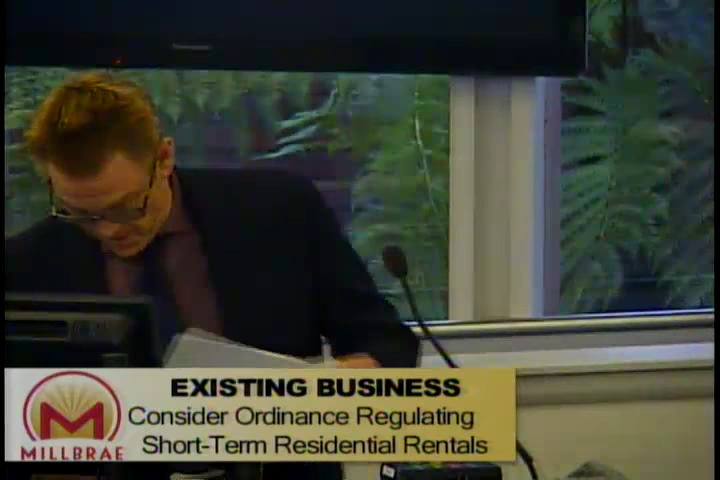 EXISTING BUSINESS
Consider Ordinance Regulating
Short-Term Residential Rentals
M
MILLBRAE